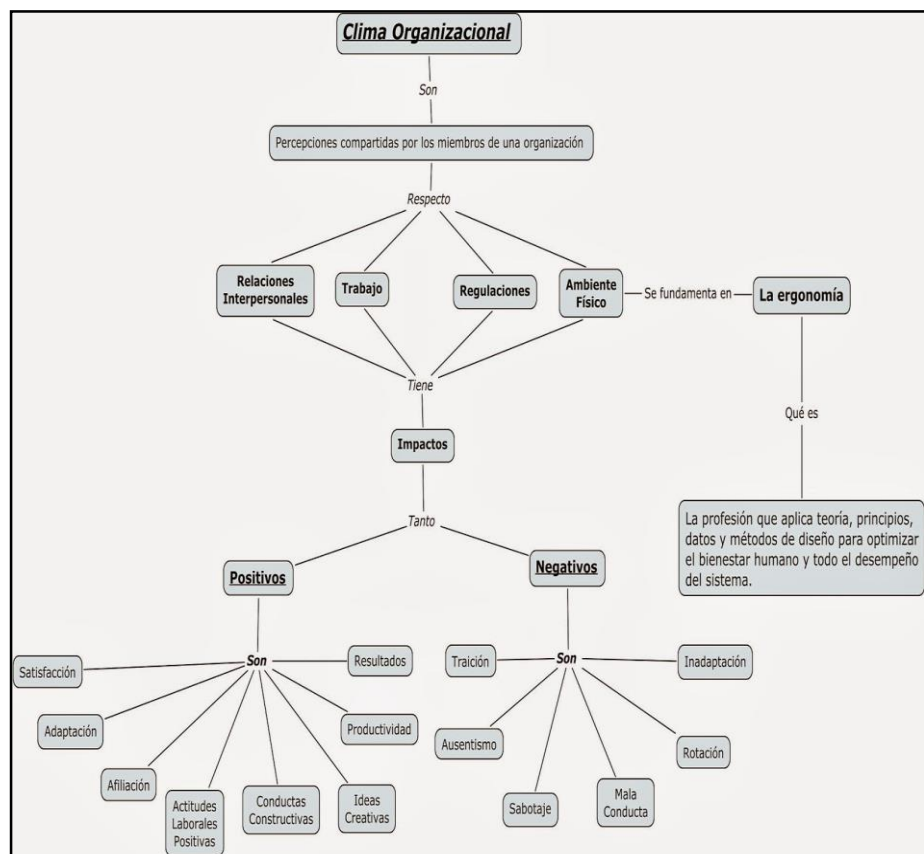 Clima Organizacional
Son
Percepciones compartidas por los miembros de una organización
Respecto
Relaciones
Interpersonales
Trabajo
Regulaciones
Ambiente
Físico
Se fundamenta en
La ergonomía
Tiene
Qué es
Impactos
La profesión que aplica teoría, principios,
datos y métodos de diseño para optimizar
el bienestar humano y todo el desempeño
del sistema.
Tanto
Positivos
Negativos
Son
Resultados
Satisfacción
Adaptación
Productividad
Afiliación
Actitudes
Laborales
Positivas
Conductas
Constructivas
Ideas
Creativas
Traición
Son
Inadaptación
Ausentismo
Rotación
Sabotaje
Mala
Conducta